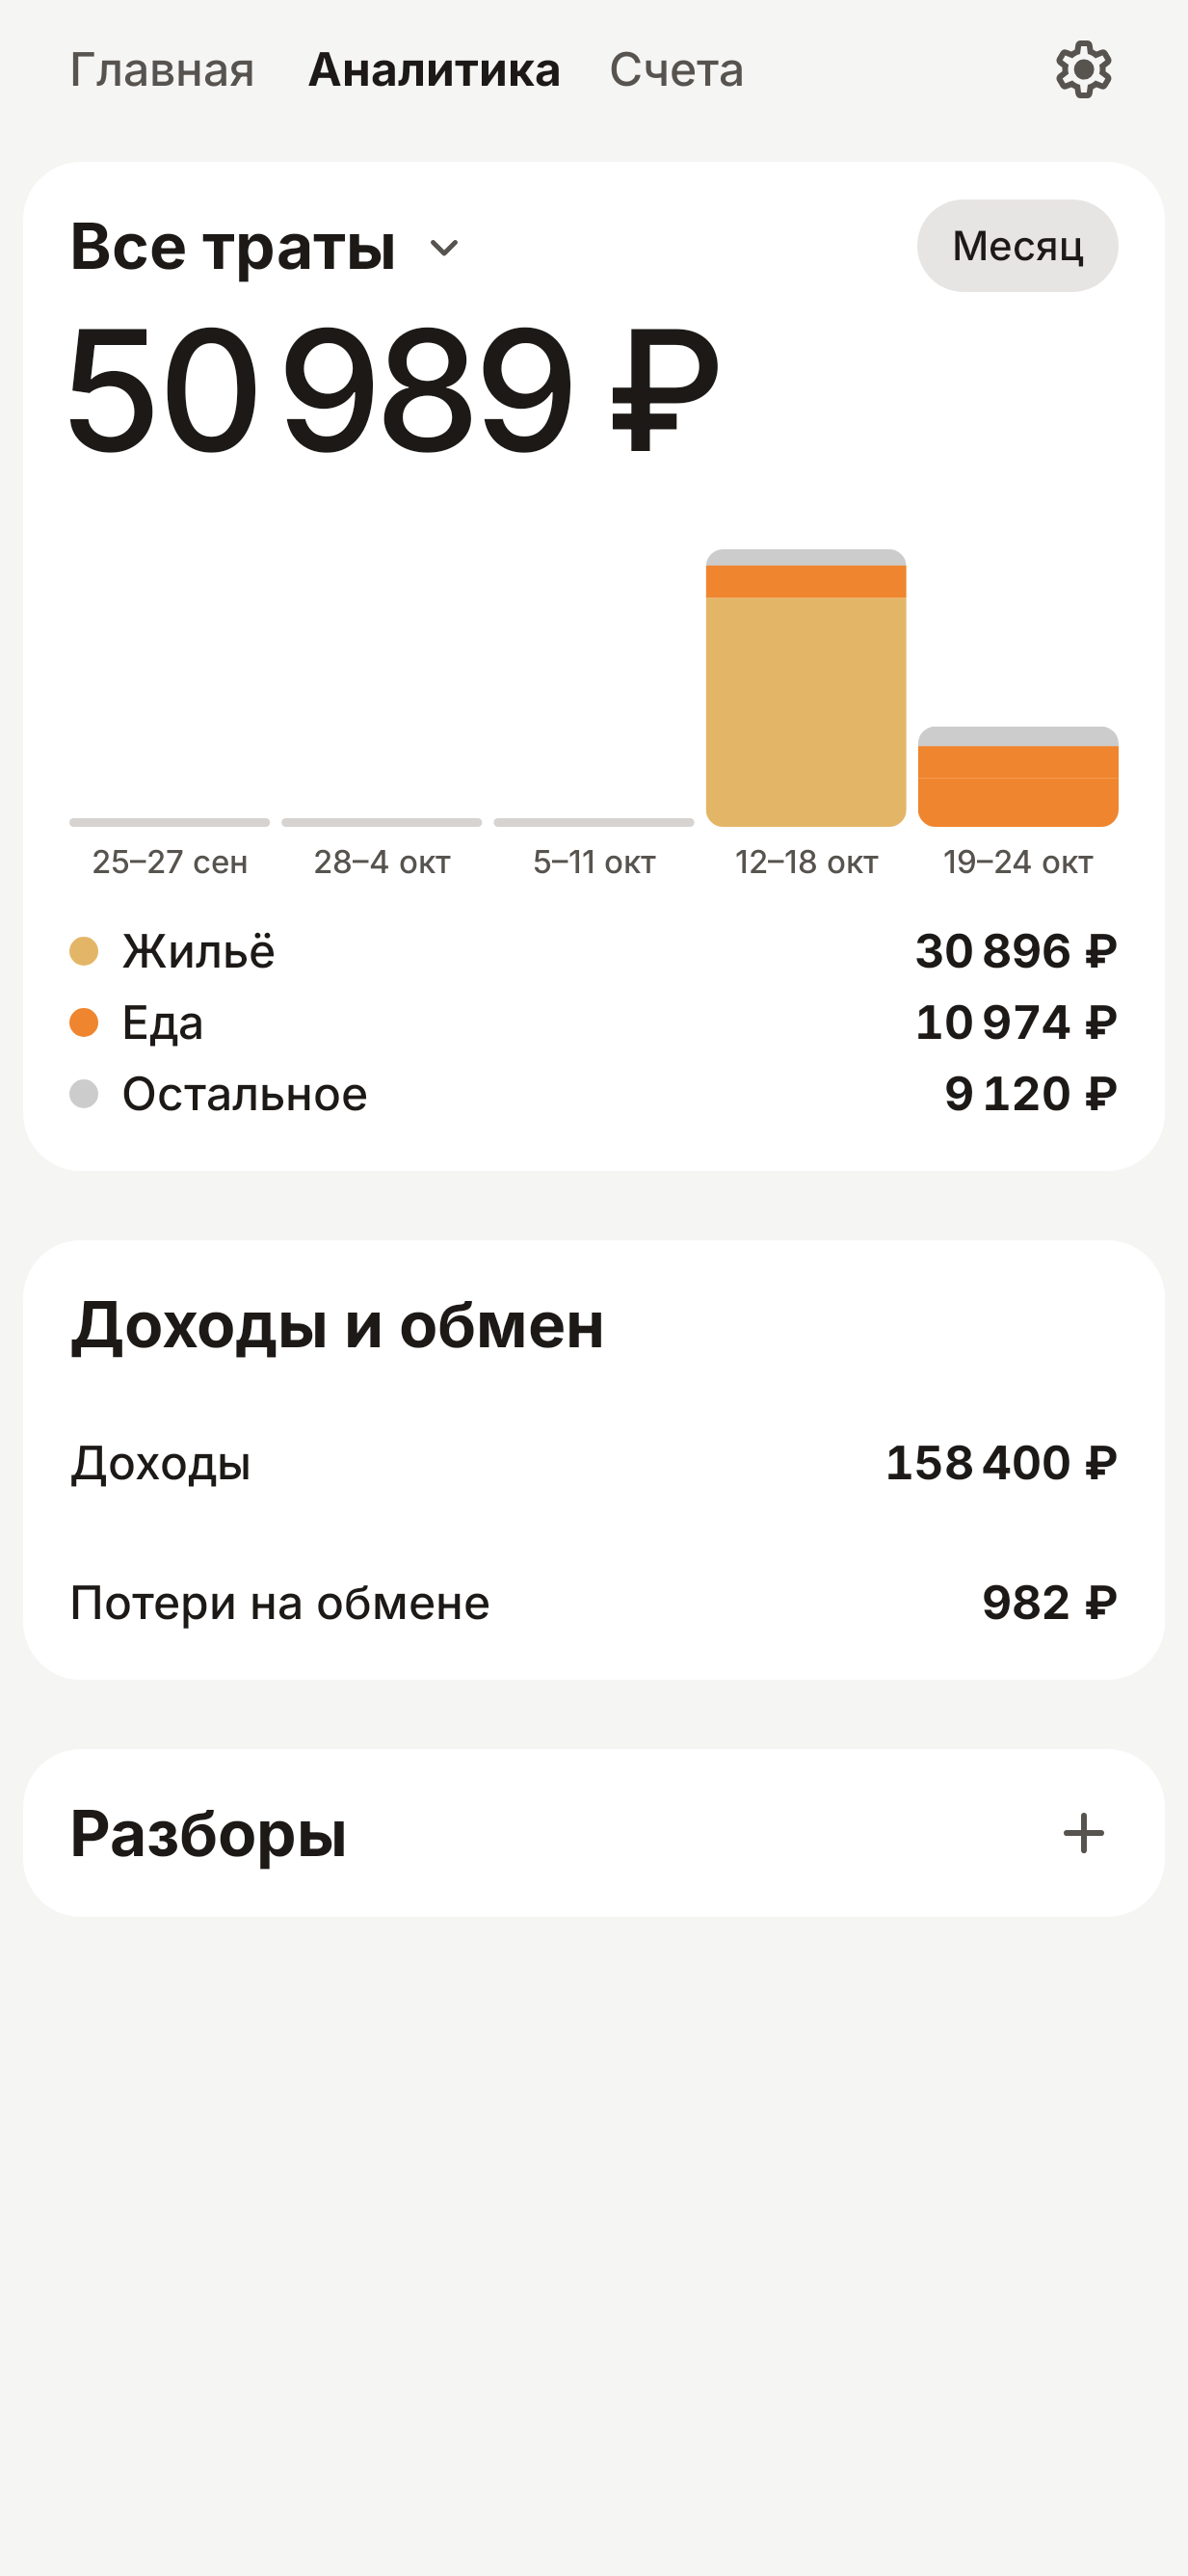 Главная Аналитика Счета
Все траты
Месяц
50 989 ₽
25–27 сен 28–4 окт 5–11 окт 12–18 окт 19–24 окт
Жильё 30 896 ₽
Еда 10 974 ₽
Остальное 9 120 ₽
Доходы и обмен
Доходы 158 400 ₽
Потери на обмене 982 ₽
Разборы